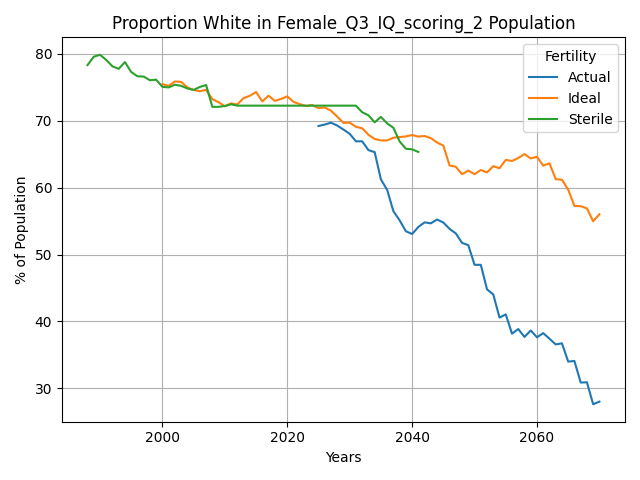 Proportion White in Female_Q3_IQ_scoring_2 Population
Fertility
Actual
Ideal
Sterile
% of Population
80
70
60
50
40
30
2000
2020
2040
2060
Years